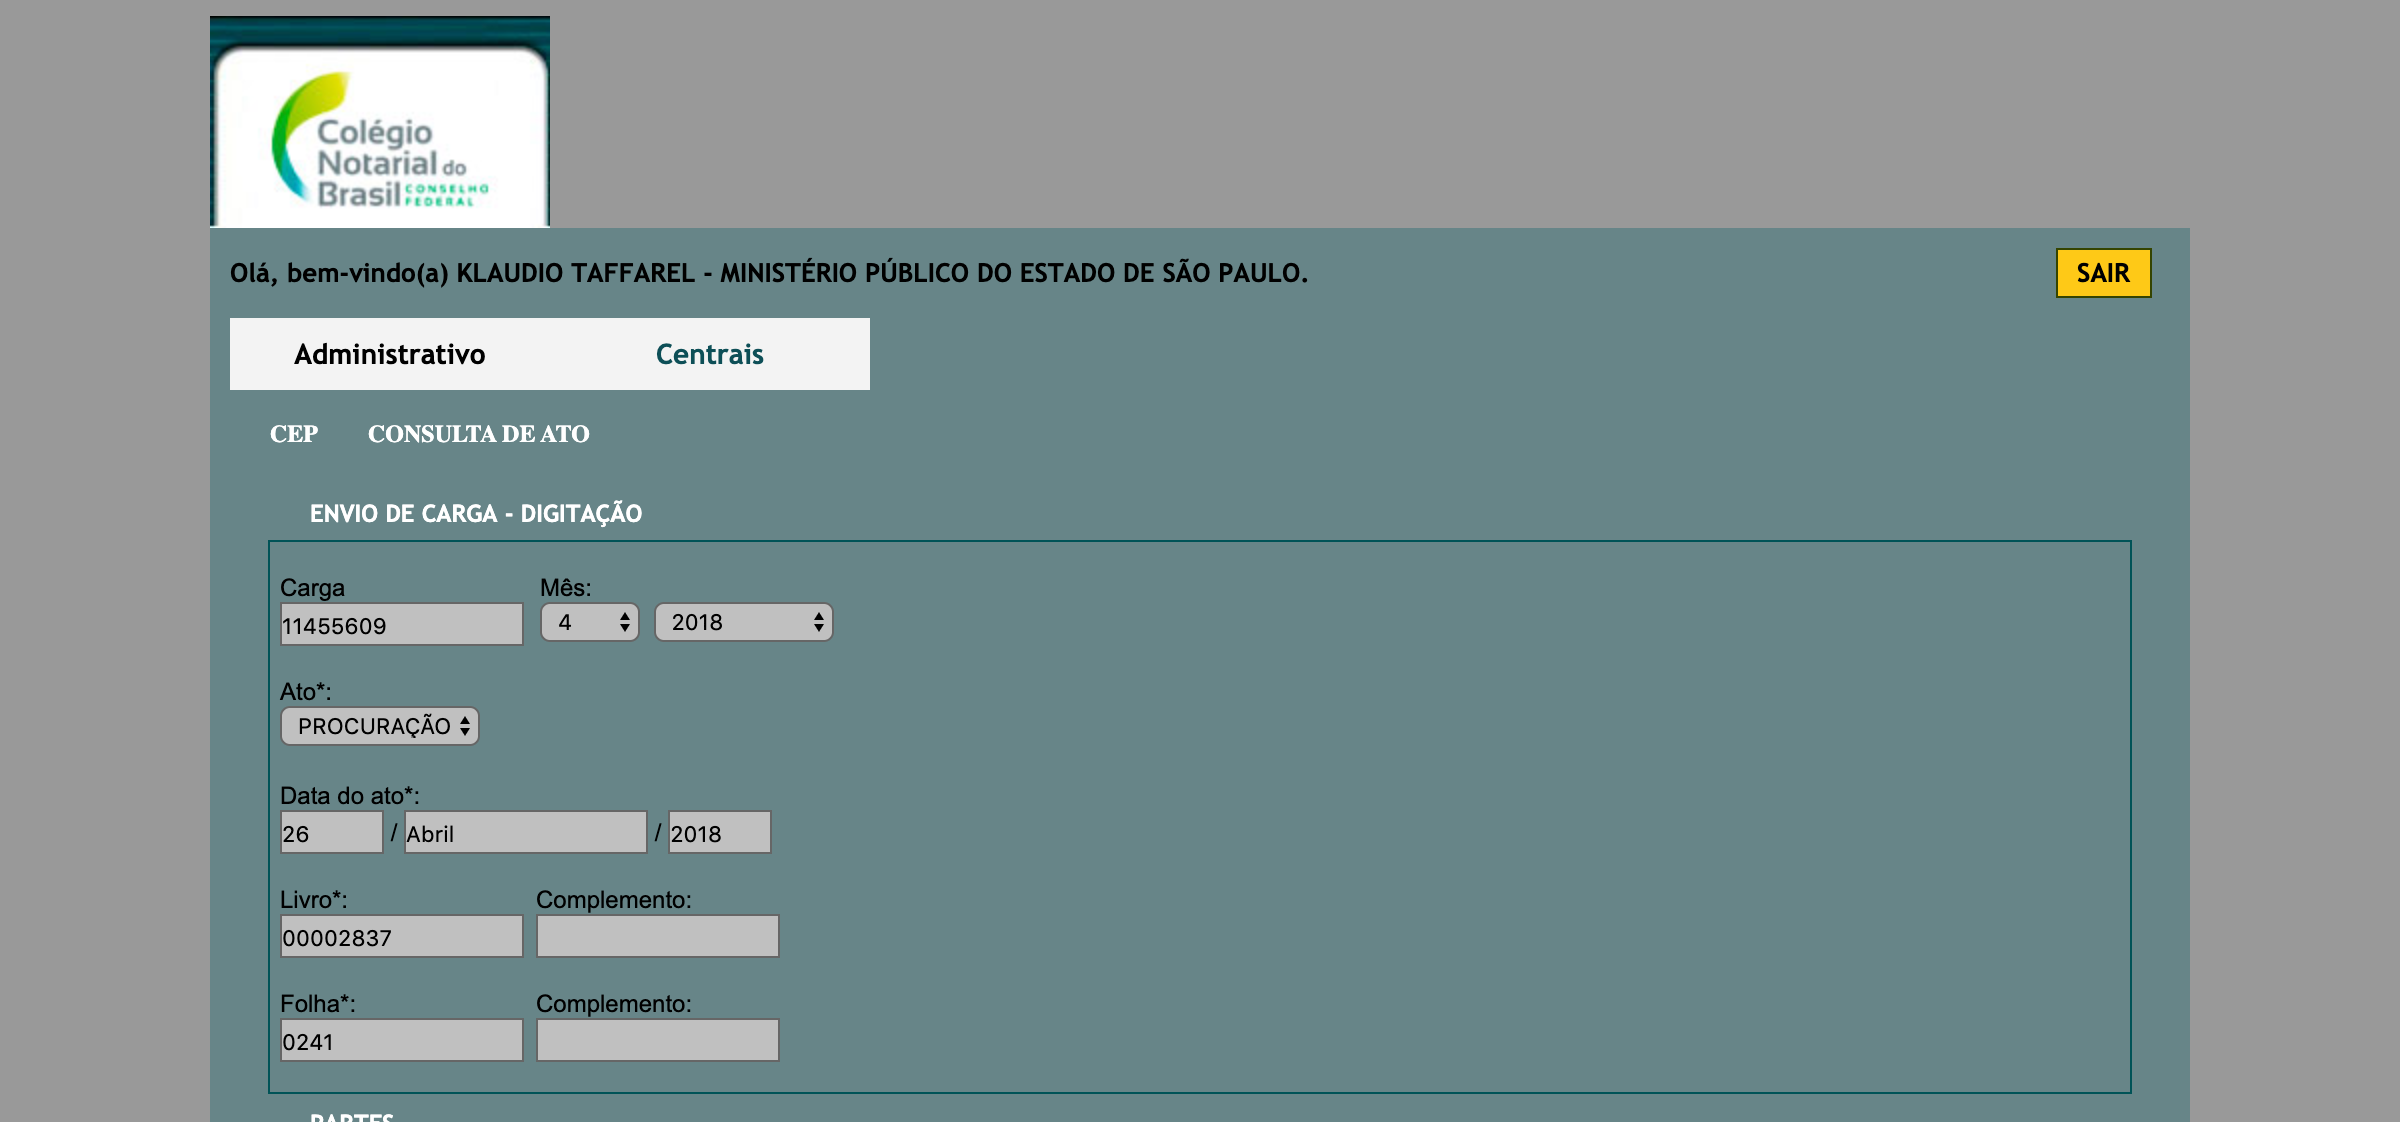 Colégio
Notarial do
Brasil CONSELHO
FEDERAL
Olá, bem-vindo(a) KLAUDIO TAFFAREL - MINISTÉRIO PÚBLICO DO ESTADO DE SÃO PAULO.
SAIR
Administrativo Centrais
CEP CONSULTA DE ATO
ENVIO DE CARGA - DIGITAÇÃO
Carga Mês:
11455609 4 2018
Ato*:
PROCURAÇÃO
Data do ato*:
26 / Abril / 2018
Livro*: Complemento:
00002837
Folha*: Complemento:
0241
PARTES